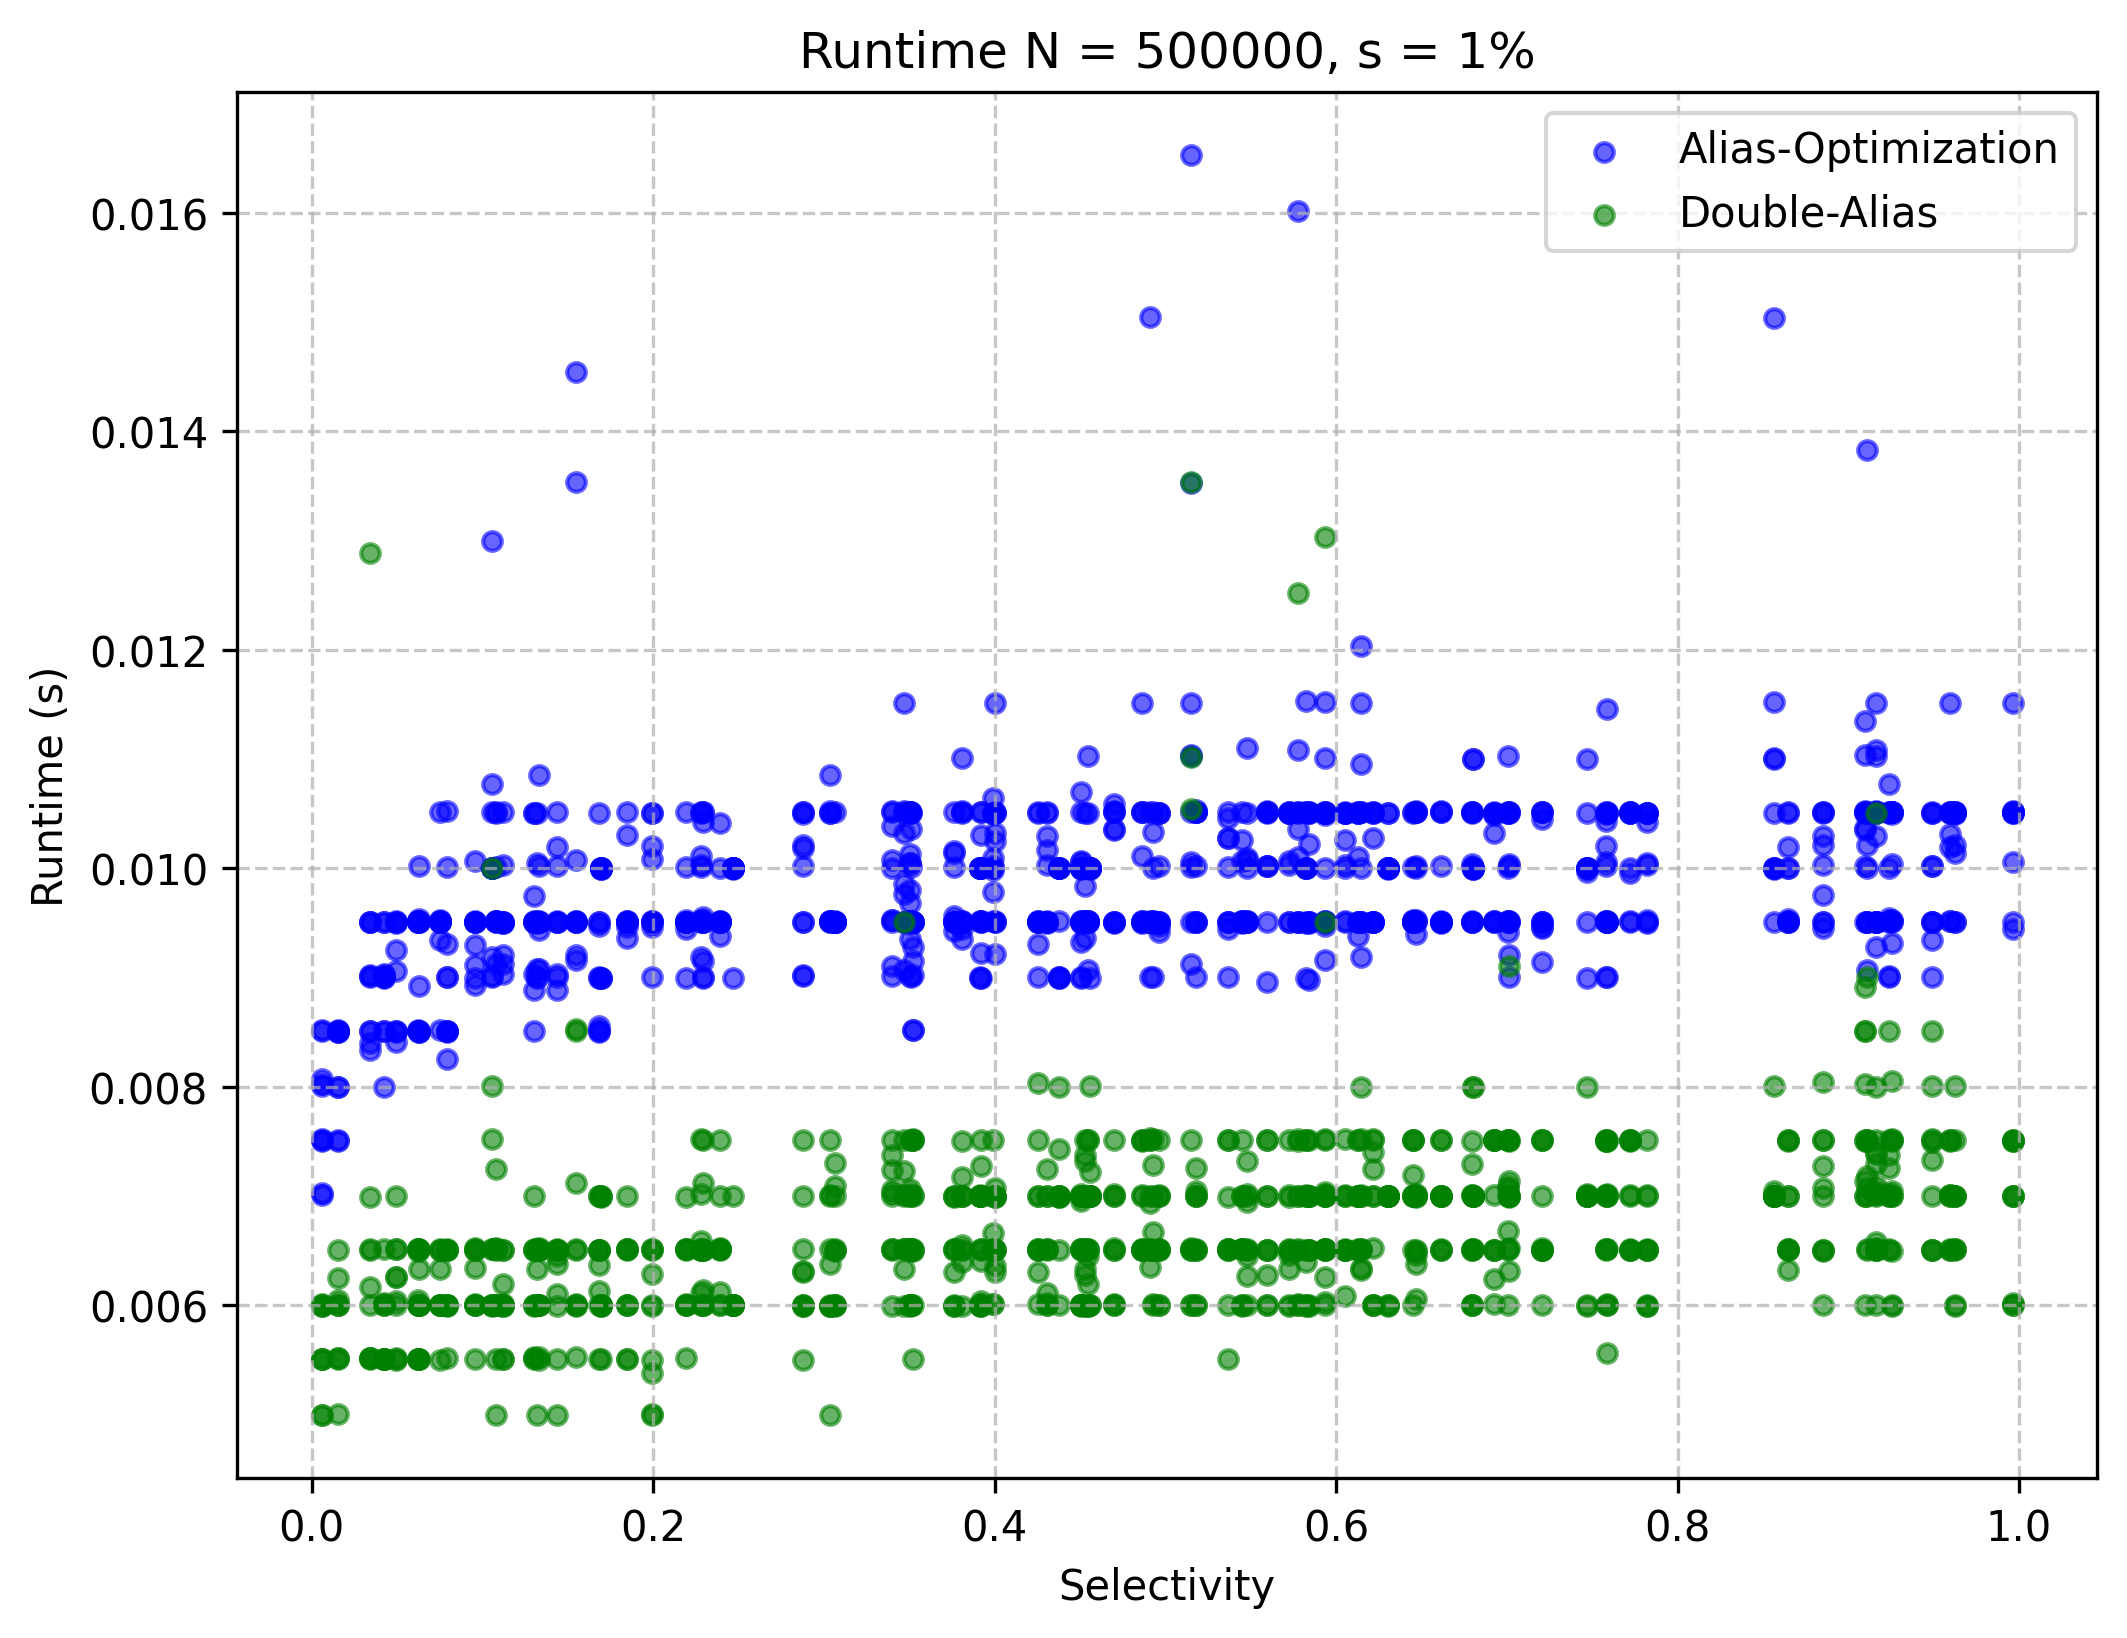 Runtime N = 500000, s = 1%
Alias-Optimization
Double-Alias
0.016
0.014
0.012
0.010
0.008
0.006
Runtime (s)
0.0 0.2 0.4 0.6 0.8 1.0
Selectivity